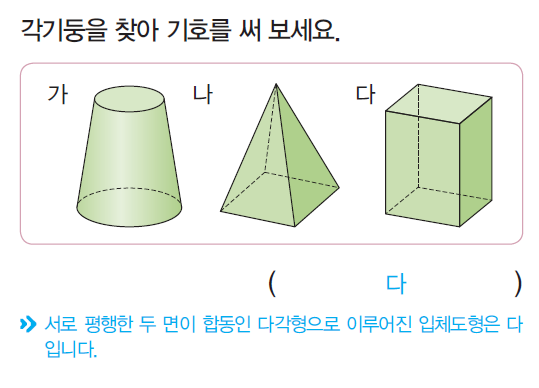 각기둥을 찾아 기호를 써 보세요.
가 나 다
( 다 )
서로 평행한 두 면이 합동인 다각형으로 이루어진 입체도형은 다
입니다.